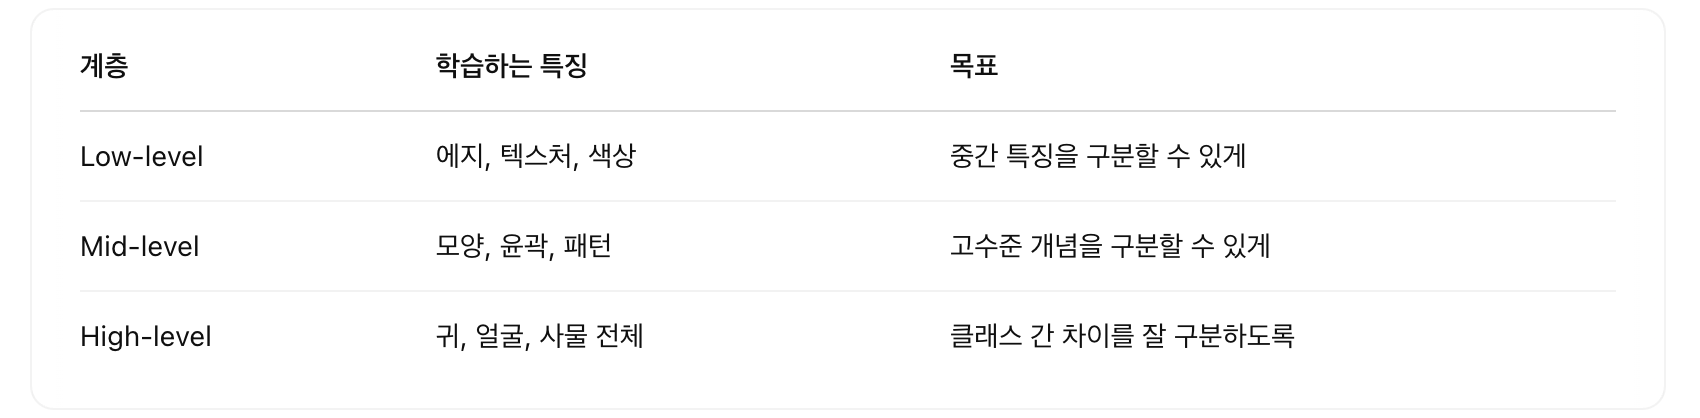 계층 학습하는 특징 목표
Low-level 에지, 텍스처, 색상 중간 특징을 구분할 수 있게
Mid-level 모양, 윤곽, 패턴 고수준 개념을 구분할 수 있게
High-level 귀, 얼굴, 사물 전체 클래스 간 차이를 잘 구분하도록